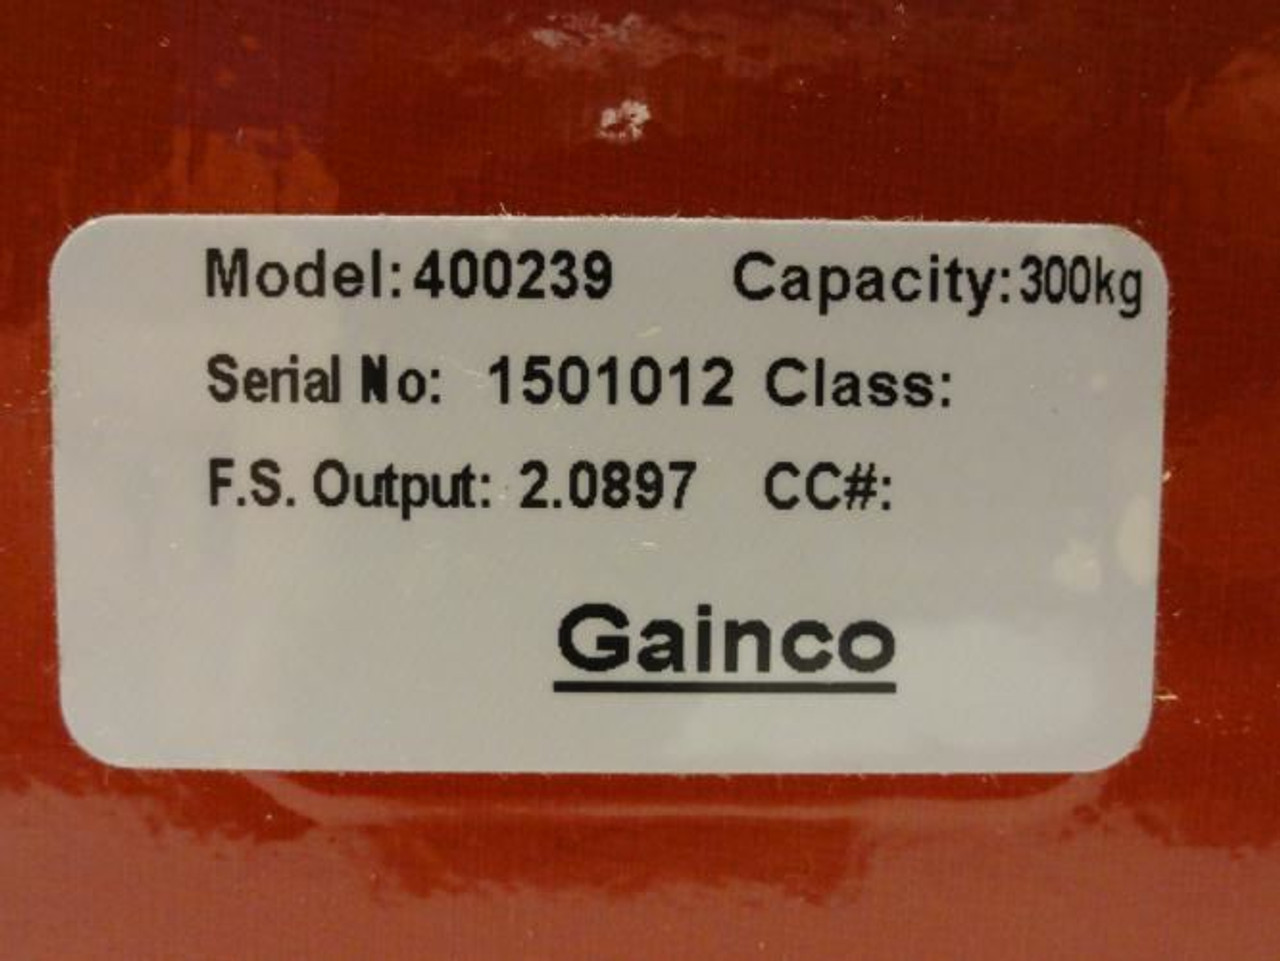 Model: 400239 Capacity: 300kg
Serial No: 1501012 Class:
F.S. Output: 2.0897 CC#:
Gainco